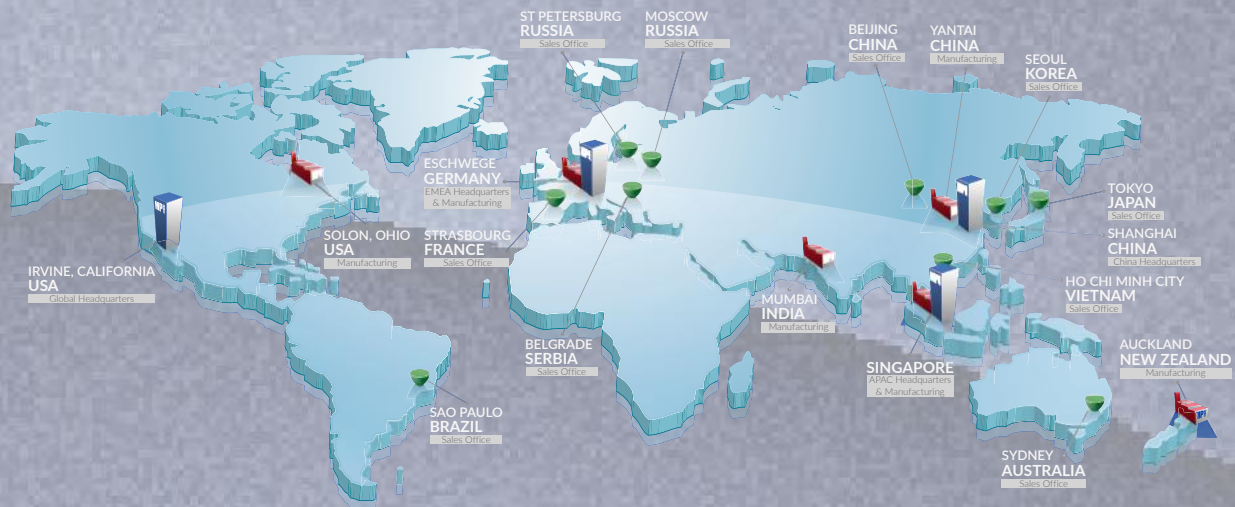 ST PETERSBURG
RUSSIA
Sales Office
MOSCOW
RUSSIA
Sales Office
BEIJING
CHINA
Sales Office
YANTAI
CHINA
Manufacturing
SEOUL
KOREA
Sales Office
ESCHWEGE
GERMANY
EMEA Headquarters
& Manufacturing
TOKYO
JAPAN
Sales Office
SOLON, OHIO
USA
Manufacturing
STRASBOURG
FRANCE
Sales Office
SHANGHAI
CHINA
China Headquarters
IRVINE, CALIFORNIA
USA
Global Headquarters
MUMBAI
INDIA
Manufacturing
HO CHI MINH CITY
VIETNAM
Sales Office
BELGRADE
SERBIA
Sales Office
SINGAPORE
APAC Headquarters
& Manufacturing
AUCKLAND
NEW ZEALAND
Manufacturing
SAO PAULO
BRAZIL
Sales Office
SYDNEY
AUSTRALIA
Sales Office